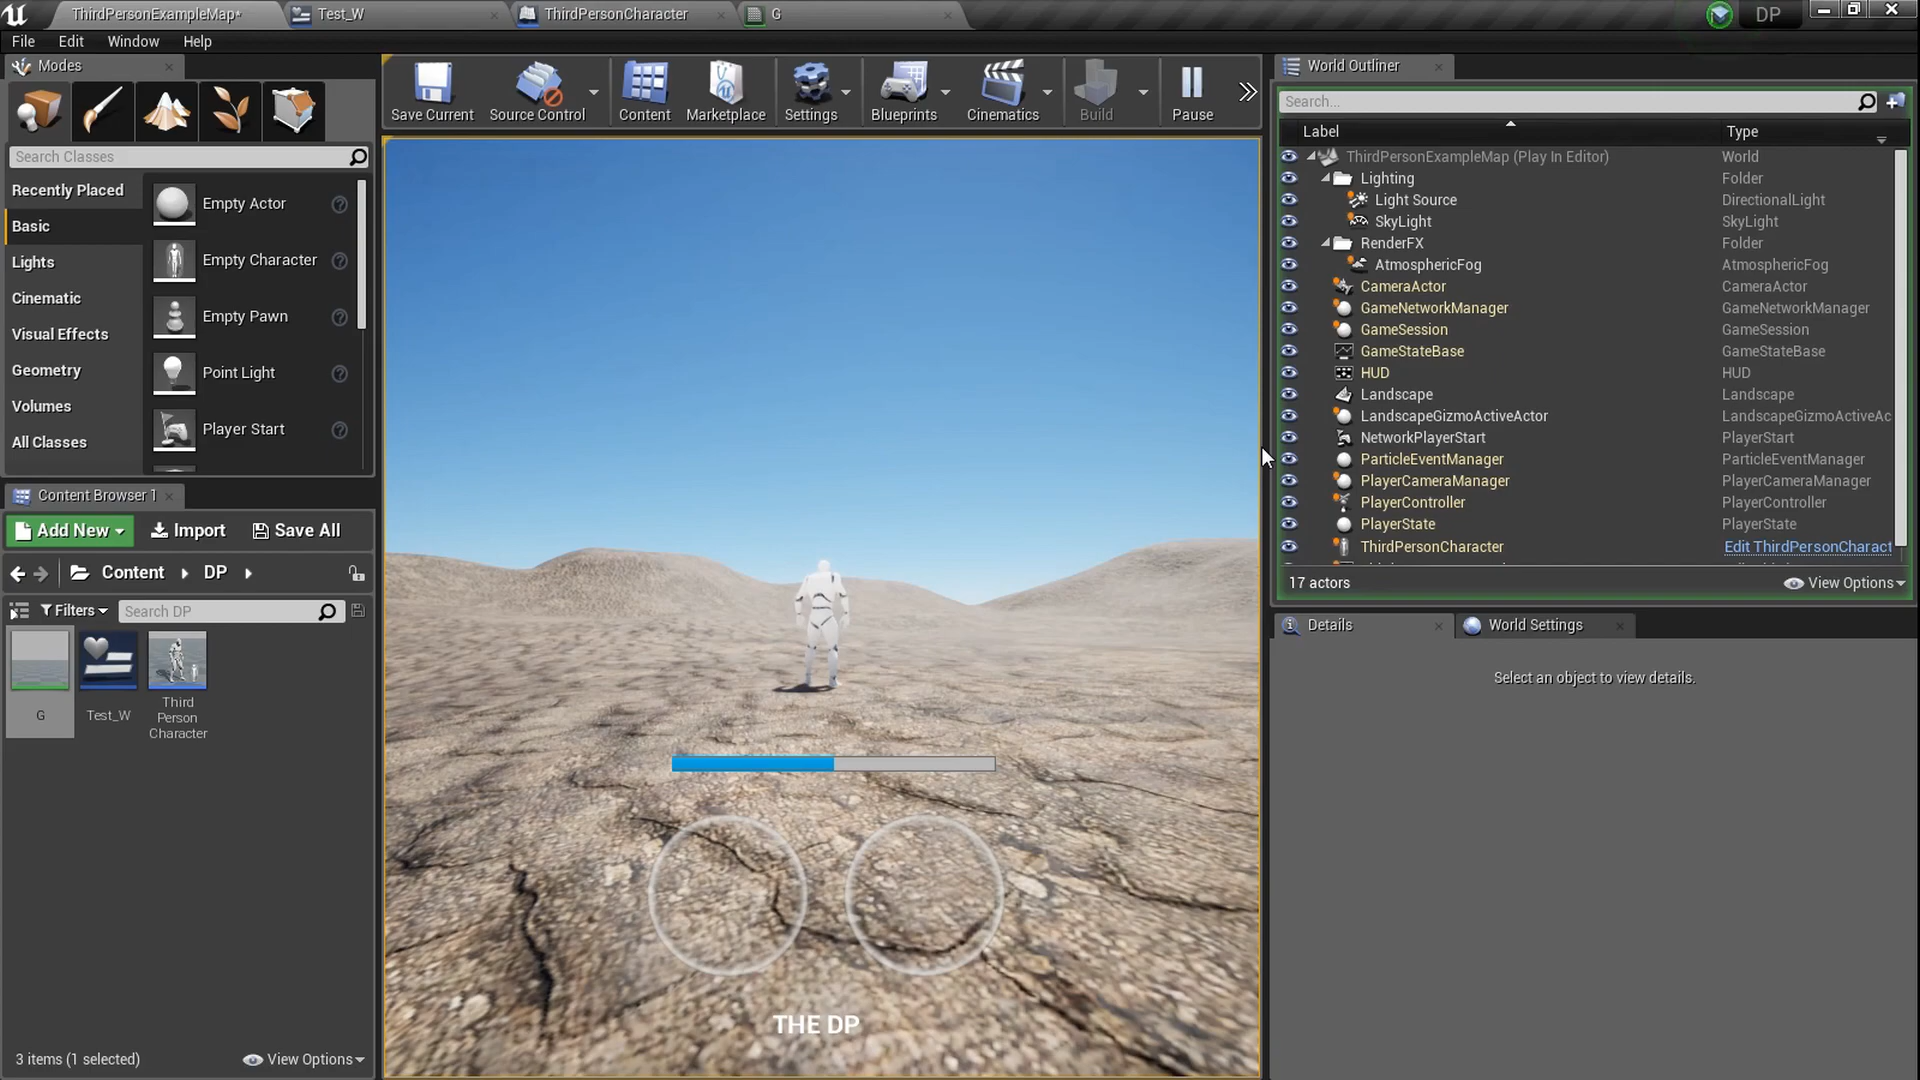 ThirdPersonExampleMap*
Test_W
ThirdPersonCharacter
G
DP
File
Edit
Window
Help
Modes
Save Current
Source Control
Content
Marketplace
Settings
Blueprints
Cinematics
Build
Pause
World Outliner
Search...
Label
Type
Search Classes
Recently Placed
Basic
Lights
Cinematic
Visual Effects
Geometry
Volumes
All Classes
Empty Actor
Empty Character
Empty Pawn
Point Light
Player Start
ThirdPersonExampleMap (Play In Editor) World
Lighting Folder
Light Source DirectionalLight
SkyLight SkyLight
RenderFX Folder
AtmosphericFog AtmosphericFog
CameraActor CameraActor
GameNetworkManager GameNetworkManager
GameSession GameSession
GameStateBase GameStateBase
HUD HUD
Landscape Landscape
LandscapeGizmoActiveActor LandscapeGizmoActiveAc
NetworkPlayerStart PlayerStart
ParticleEventManager ParticleEventManager
PlayerCameraManager PlayerCameraManager
PlayerController PlayerController
PlayerState PlayerState
ThirdPersonCharacter Edit ThirdPersonCharact
17 actors
View Options
Content Browser 1
Add New
Import
Save All
Content
DP
Filters
Search DP
G
Test_W
Third
Person
Character
3 items (1 selected)
View Options
THE DP
Details
World Settings
Select an object to view details.